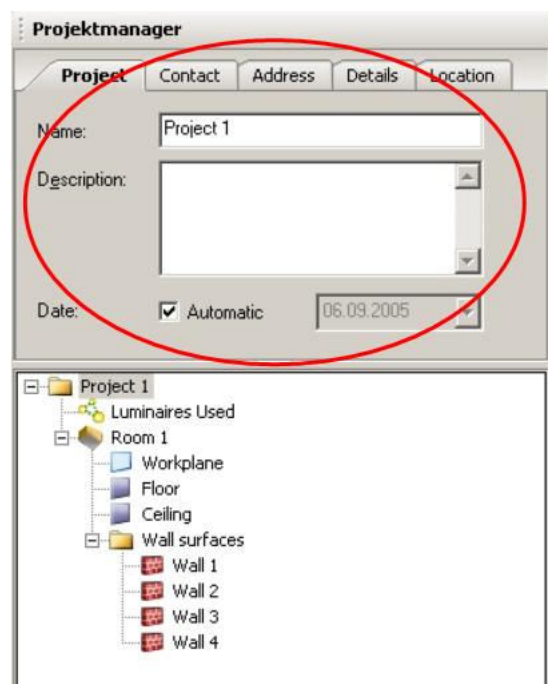 Projektmanager
Project Contact Address Details Location
Name: Project 1
Description:
Date: Automatic 06.09.2005
Project 1
Luminaires Used
Room 1
Workplane
Floor
Ceiling
Wall surfaces
Wall 1
Wall 2
Wall 3
Wall 4